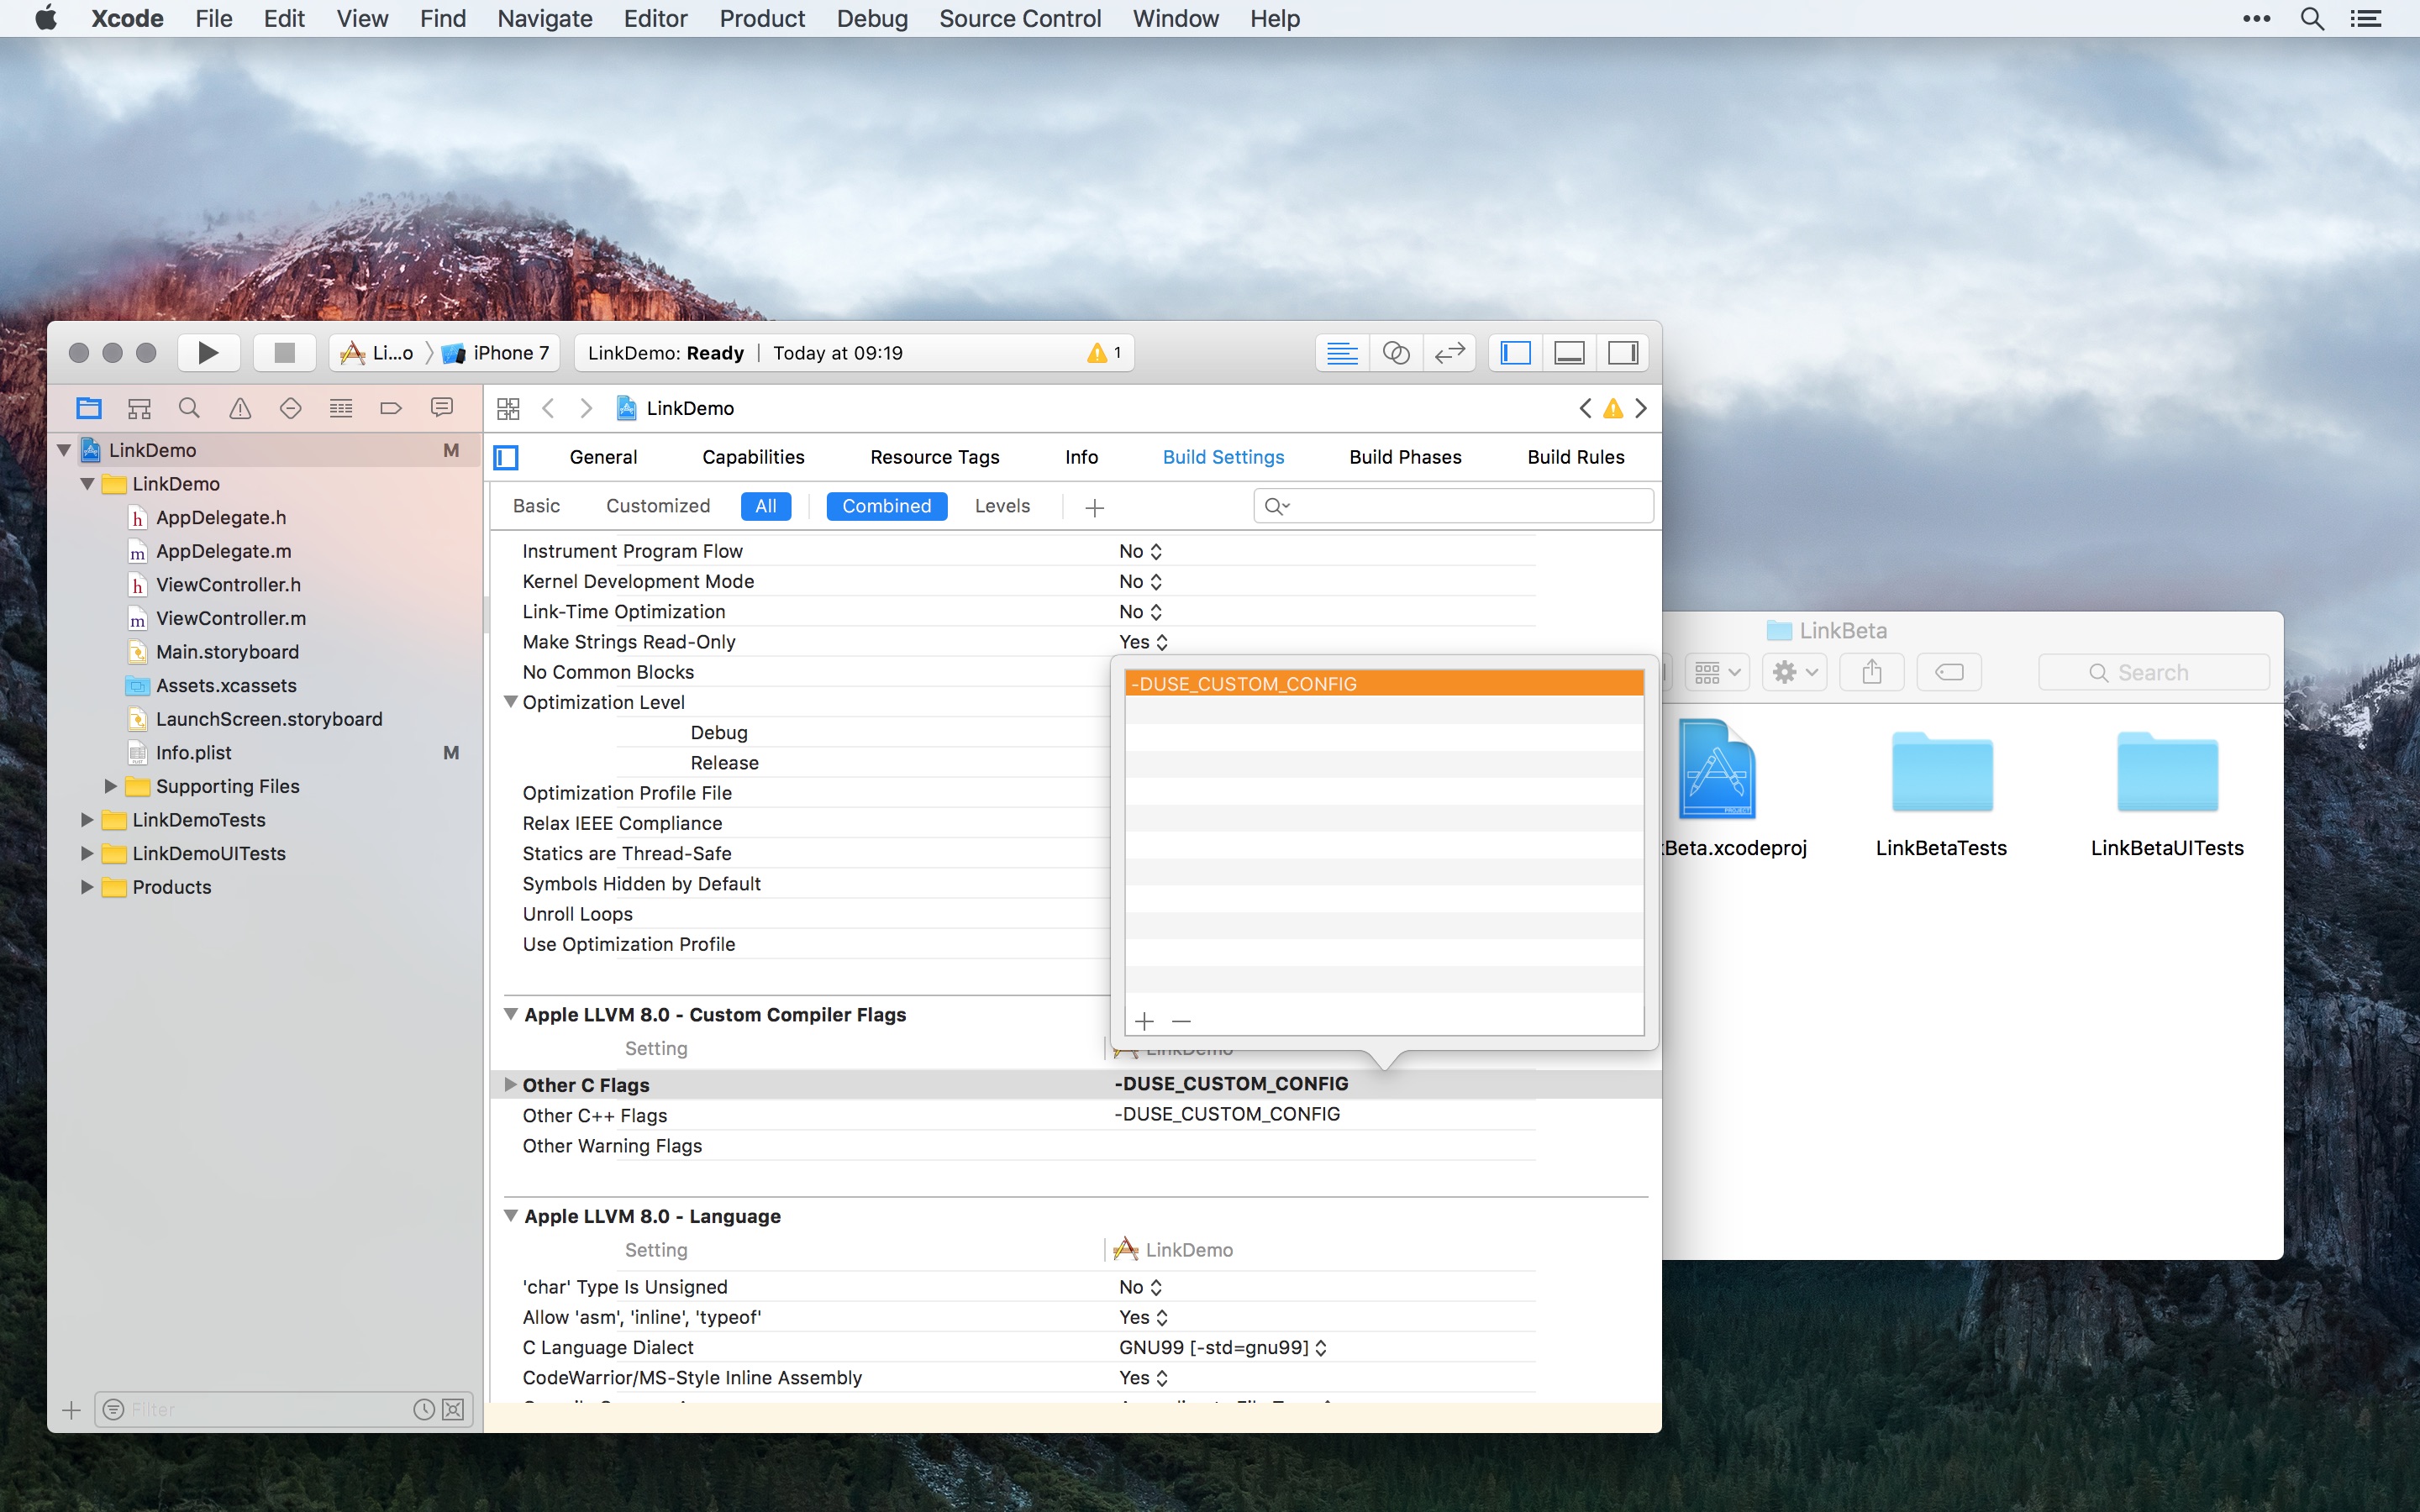 Xcode File Edit View Find Navigate Editor Product Debug Source Control Window Help
Li...o iPhone 7
LinkDemo: Ready | Today at 09:19
1
LinkDemo M
LinkDemo
AppDelegate.h
AppDelegate.m
ViewController.h
ViewController.m
Main.storyboard
Assets.xcassets
LaunchScreen.storyboard
Info.plist M
Supporting Files
LinkDemoTests
LinkDemoUITests
Products
Filter
LinkDemo
General Capabilities Resource Tags Info Build Settings Build Phases Build Rules
Basic Customized All Combined Levels
Instrument Program Flow No
Kernel Development Mode No
Link-Time Optimization No
Make Strings Read-Only Yes
No Common Blocks
Optimization Level
Debug
Release
Optimization Profile File
Relax IEEE Compliance
Statics are Thread-Safe
Symbols Hidden by Default
Unroll Loops
Use Optimization Profile
-DUSE_CUSTOM_CONFIG
Apple LLVM 8.0 - Custom Compiler Flags
Setting LinkDemo
Other C Flags -DUSE_CUSTOM_CONFIG
Other C++ Flags -DUSE_CUSTOM_CONFIG
Other Warning Flags
Apple LLVM 8.0 - Language
Setting LinkDemo
'char' Type Is Unsigned No
Allow 'asm', 'inline', 'typeof' Yes
C Language Dialect GNU99 [-std=gnu99]
CodeWarrior/MS-Style Inline Assembly Yes
LinkBeta
Search
kBeta.xcodeproj
LinkBetaTests
LinkBetaUITests
PROJECT